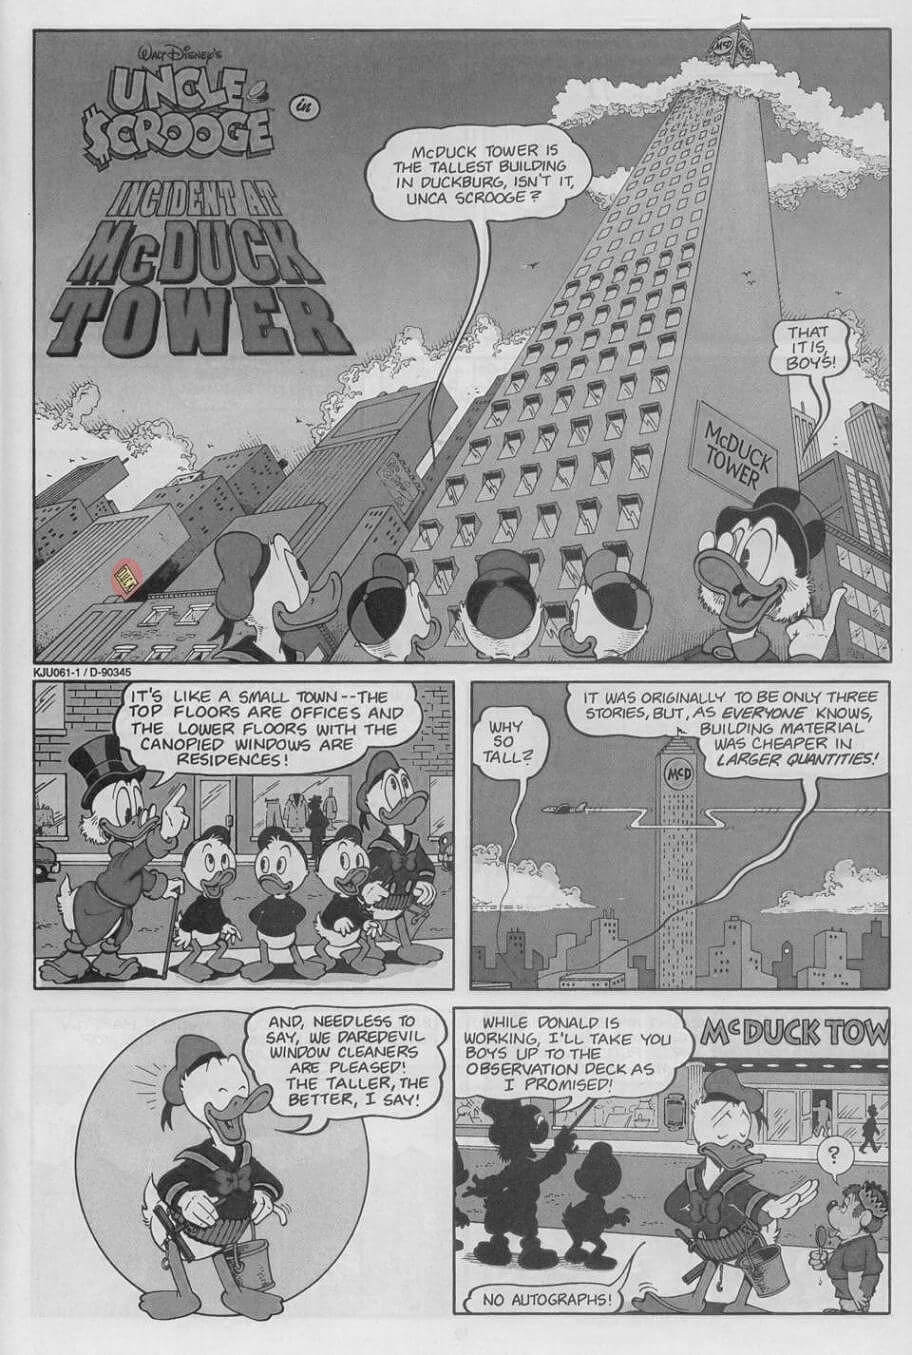 WALT DISNEY'S
UNCLE
$CROOGE
in
INCIDENT AT
McDUCK
TOWER
McD
McDUCK TOWER IS
THE TALLEST BUILDING
IN DUCKBURG, ISN'T IT,
UNCA SCROOGE?
THAT
IT IS,
BOYS!
McDUCK
TOWER
KJU061-1 / D-90345
IT'S LIKE A SMALL TOWN--THE
TOP FLOORS ARE OFFICES AND
THE LOWER FLOORS WITH THE
CANOPIED WINDOWS ARE
RESIDENCES!
WHY
SO
TALL?
IT WAS ORIGINALLY TO BE ONLY THREE
STORIES, BUT, AS EVERYONE KNOWS,
BUILDING MATERIAL
WAS CHEAPER IN
LARGER QUANTITIES!
McD
AND, NEEDLESS TO
SAY, WE DAREDEVIL
WINDOW CLEANERS
ARE PLEASED!
THE TALLER, THE
BETTER, I SAY!
WHILE DONALD IS
WORKING, I'LL TAKE YOU
BOYS UP TO THE
OBSERVATION DECK AS
I PROMISED!
McDUCK TOW
?
NO AUTOGRAPHS!